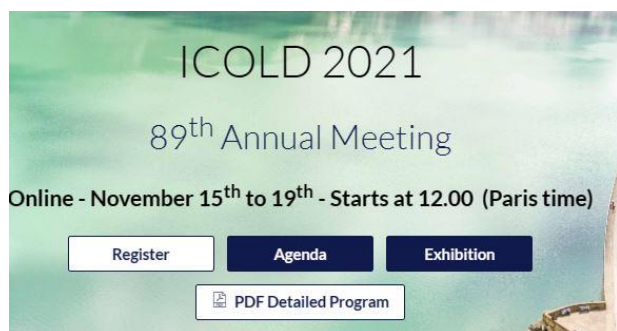 ICOLD 2021
89th Annual Meeting
Online - November 15th to 19th - Starts at 12.00 (Paris time)
Register Agenda Exhibition
PDF Detailed Program